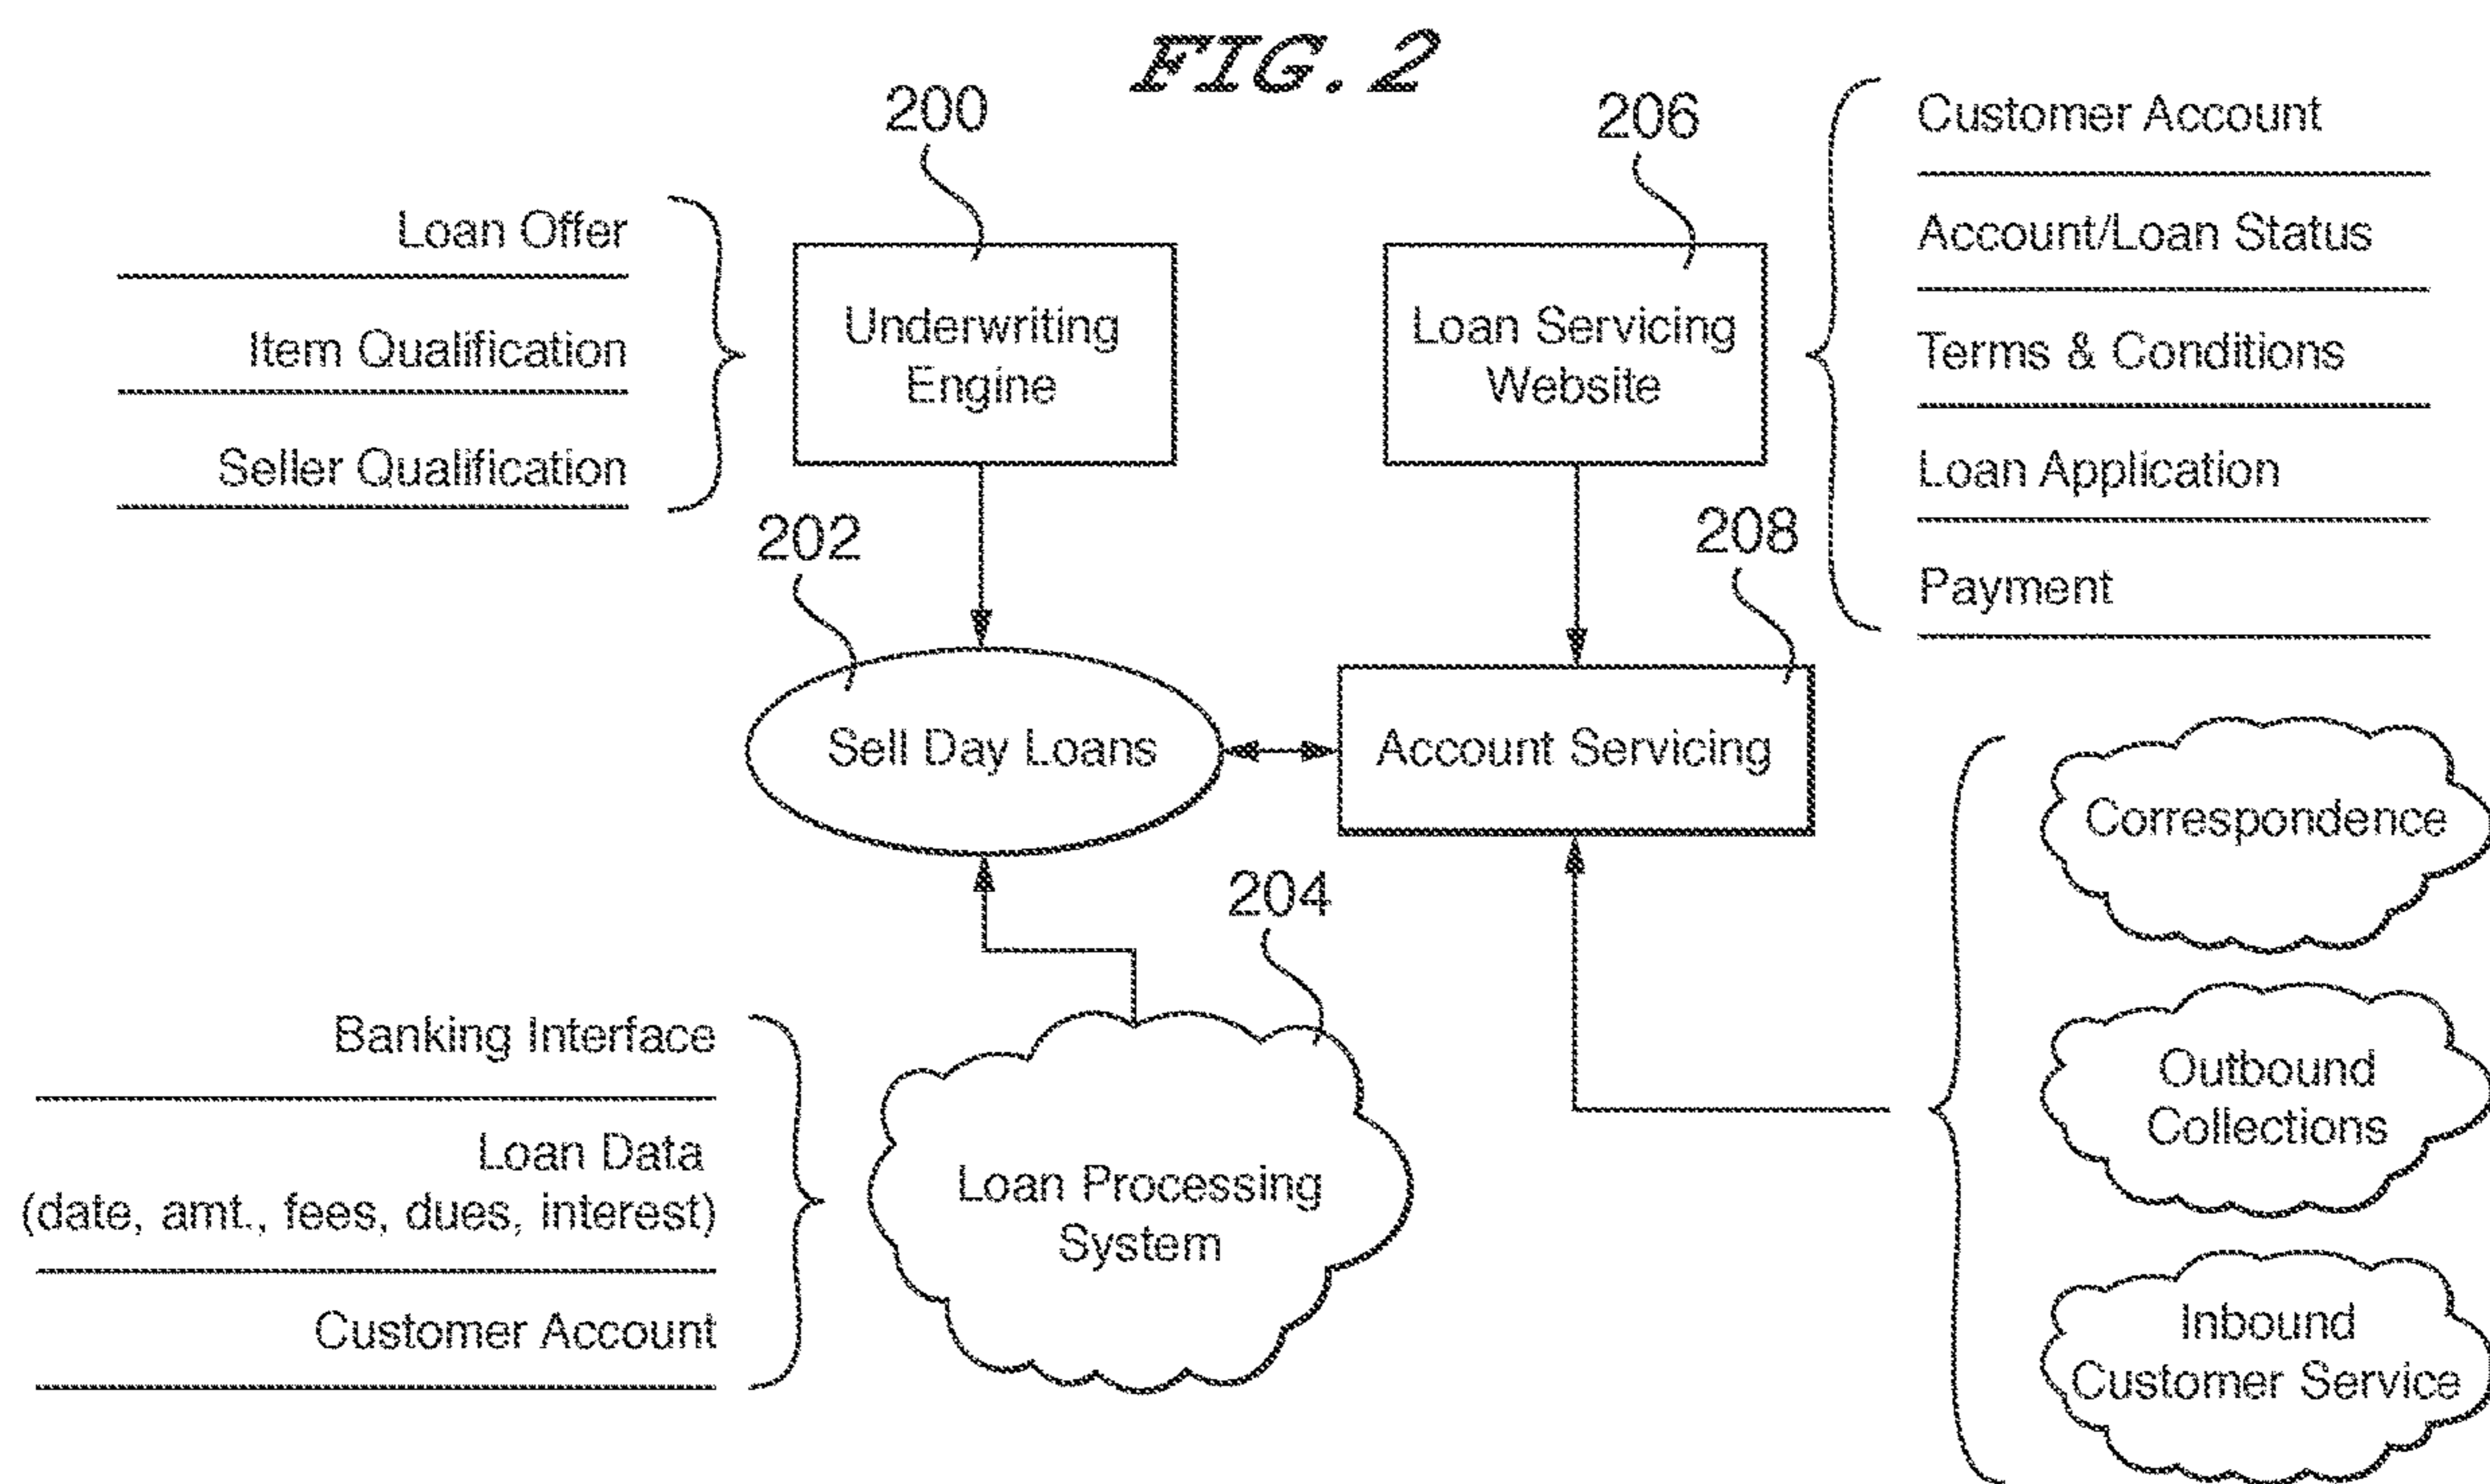 FIG. 2
200
206
Loan Offer
Item Qualification
Seller Qualification
Underwriting
Engine
Loan Servicing
Website
Customer Account
Account/Loan Status
Terms & Conditions
Loan Application
Payment
202
208
Sell Day Loans
Account Servicing
204
Banking Interface
Loan Data
(date, amt., fees, dues, interest)
Customer Account
Loan Processing
System
Correspondence
Outbound
Collections
Inbound
Customer Service